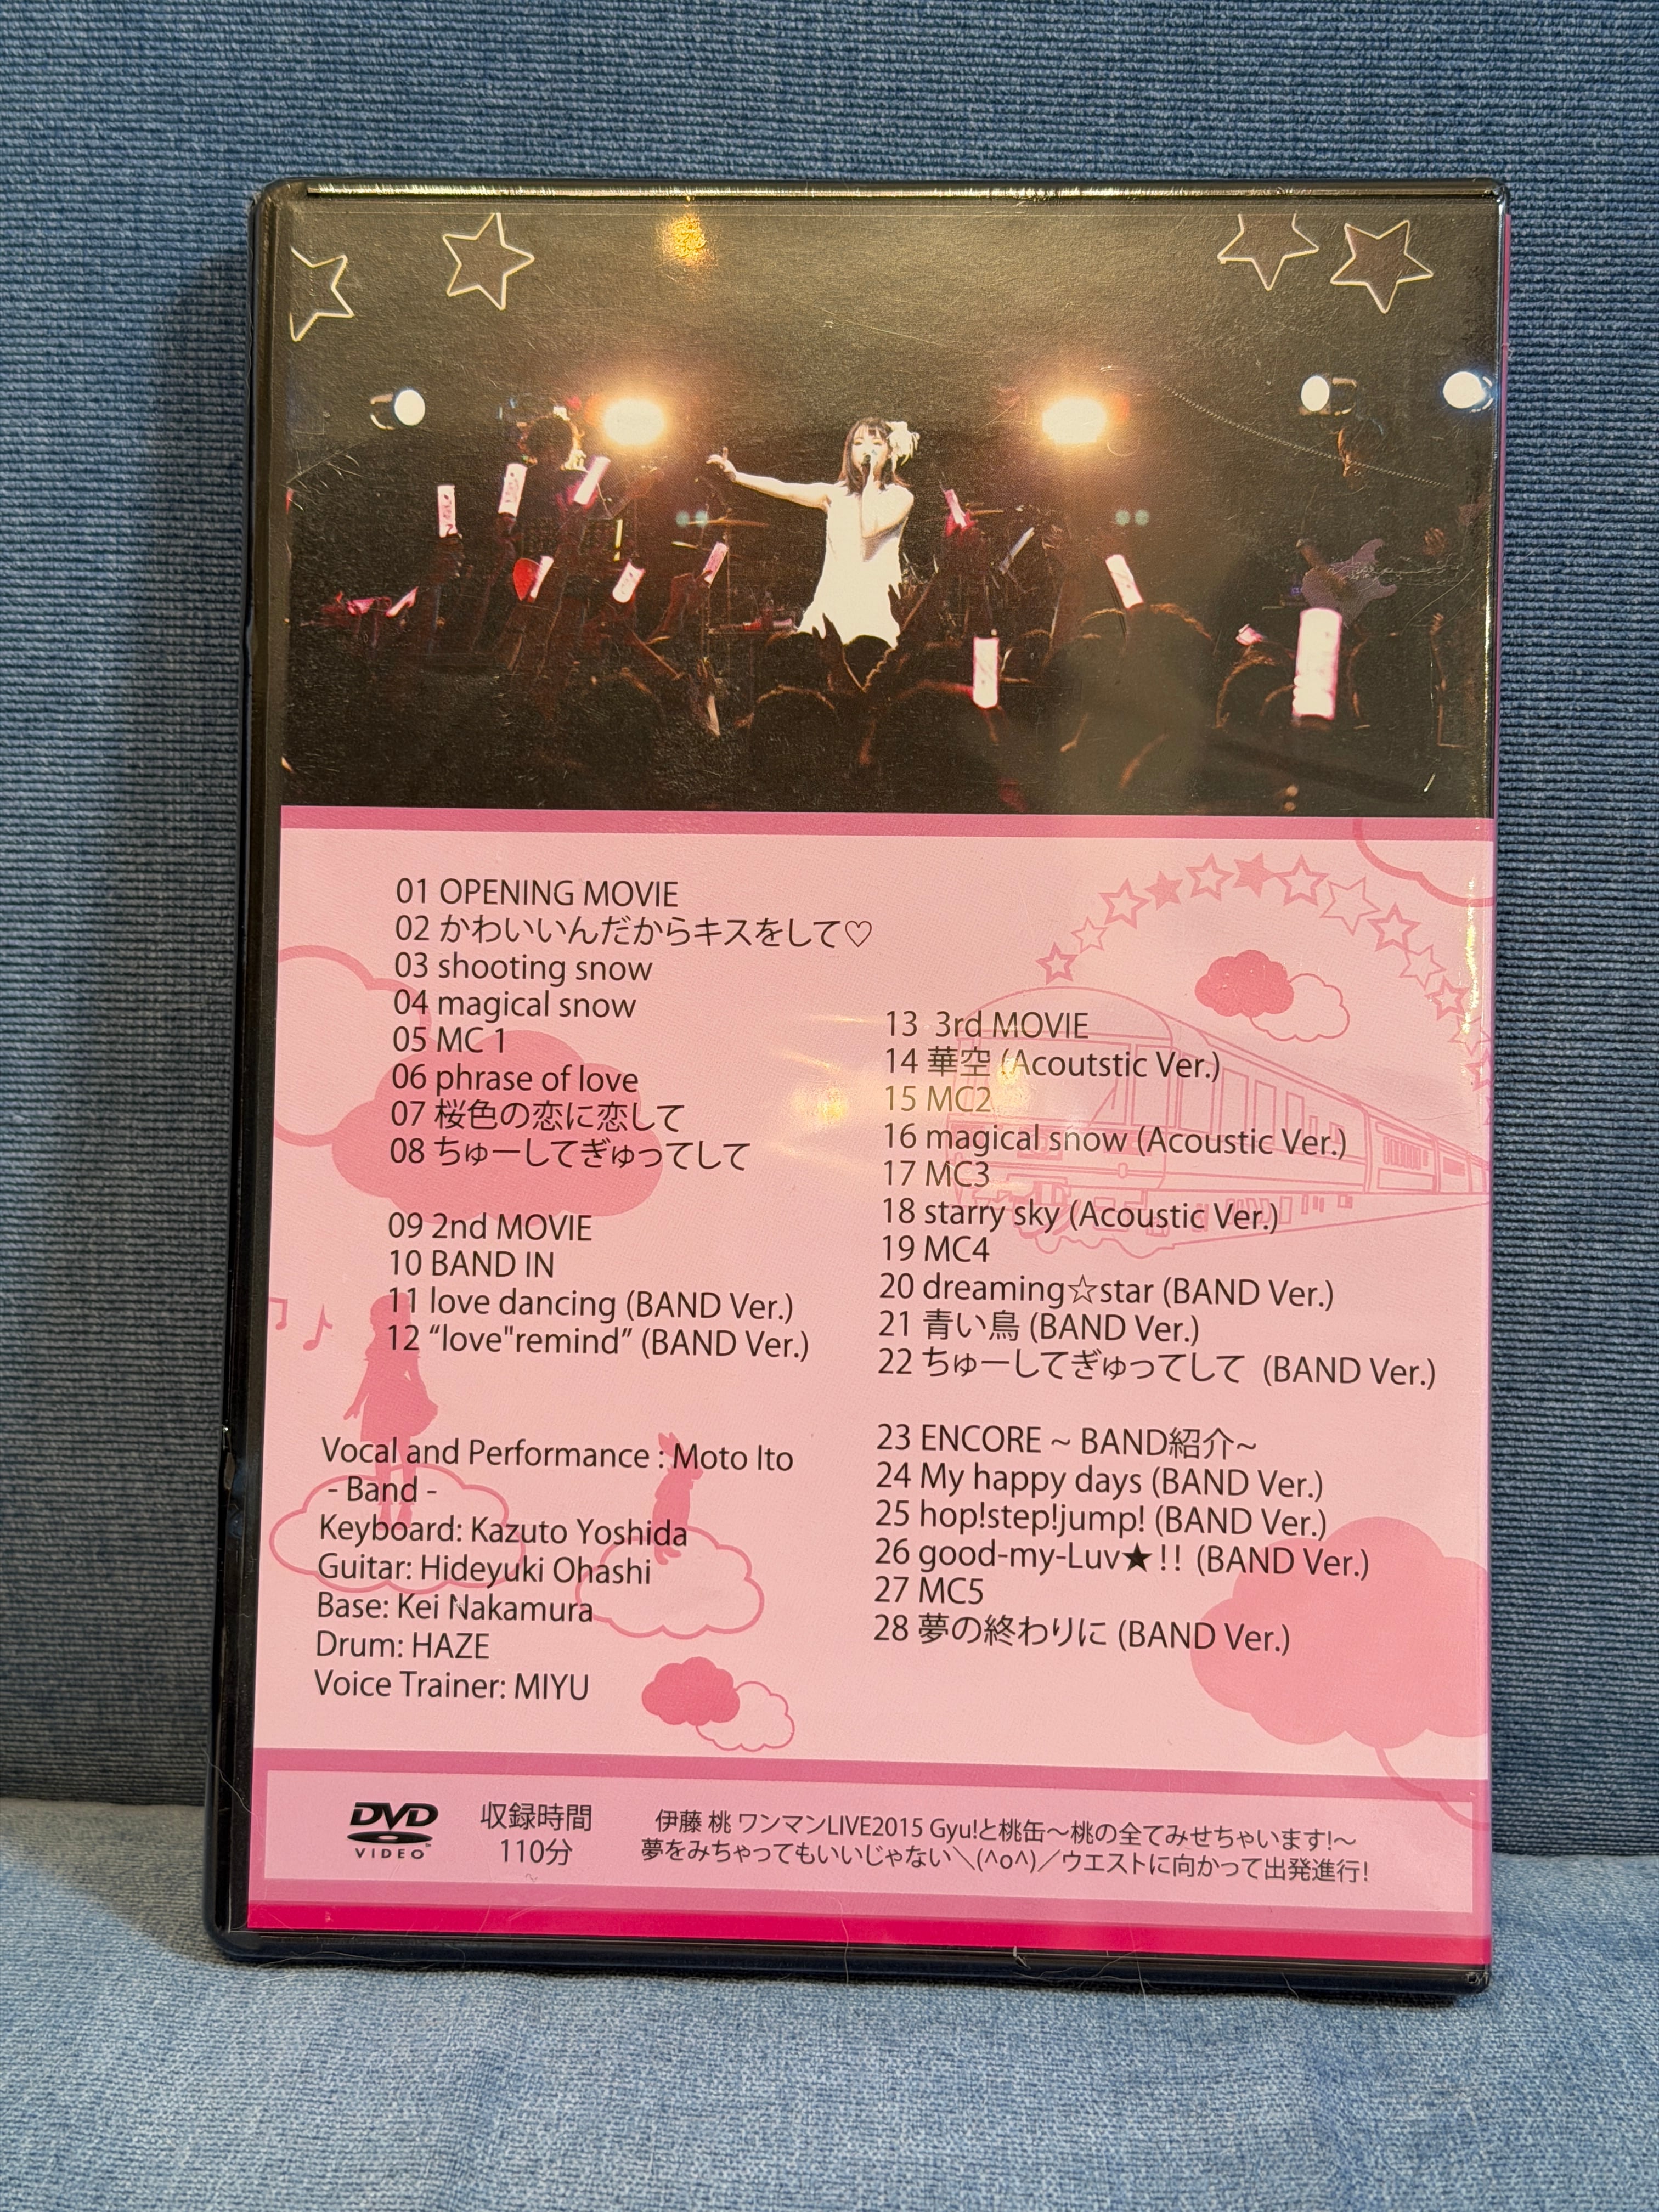 01 OPENING MOVIE
02 かわいいんだからキスをして♡
03 shooting snow
04 magical snow
05 MC 1
06 phrase of love
07 桜色の恋に恋して
08 ちゅーしてぎゅってして
09 2nd MOVIE
10 BAND IN
11 love dancing (BAND Ver.)
12 “love"remind” (BAND Ver.)
13 3rd MOVIE
14 華空 (Acoutstic Ver.)
15 MC2
16 magical snow (Acoustic Ver.)
17 MC3
18 starry sky (Acoustic Ver.)
19 MC4
20 dreaming☆star (BAND Ver.)
21 青い鳥 (BAND Ver.)
22 ちゅーしてぎゅってして (BAND Ver.)
23 ENCORE ~ BAND紹介~
24 My happy days (BAND Ver.)
25 hop!step!jump! (BAND Ver.)
26 good-my-Luv★!! (BAND Ver.)
27 MC5
28 夢の終わりに (BAND Ver.)
Vocal and Performance : Moto Ito
- Band -
Keyboard: Kazuto Yoshida
Guitar: Hideyuki Ohashi
Base: Kei Nakamura
Drum: HAZE
Voice Trainer: MIYU
DVD
VIDEO™
収録時間
110分
伊藤 桃 ワンマンLIVE2015 Gyu!と桃缶～桃の全てみせちゃいます!～
夢をみちゃってもいいじゃない＼(^o^)／ウエストに向かって出発進行!